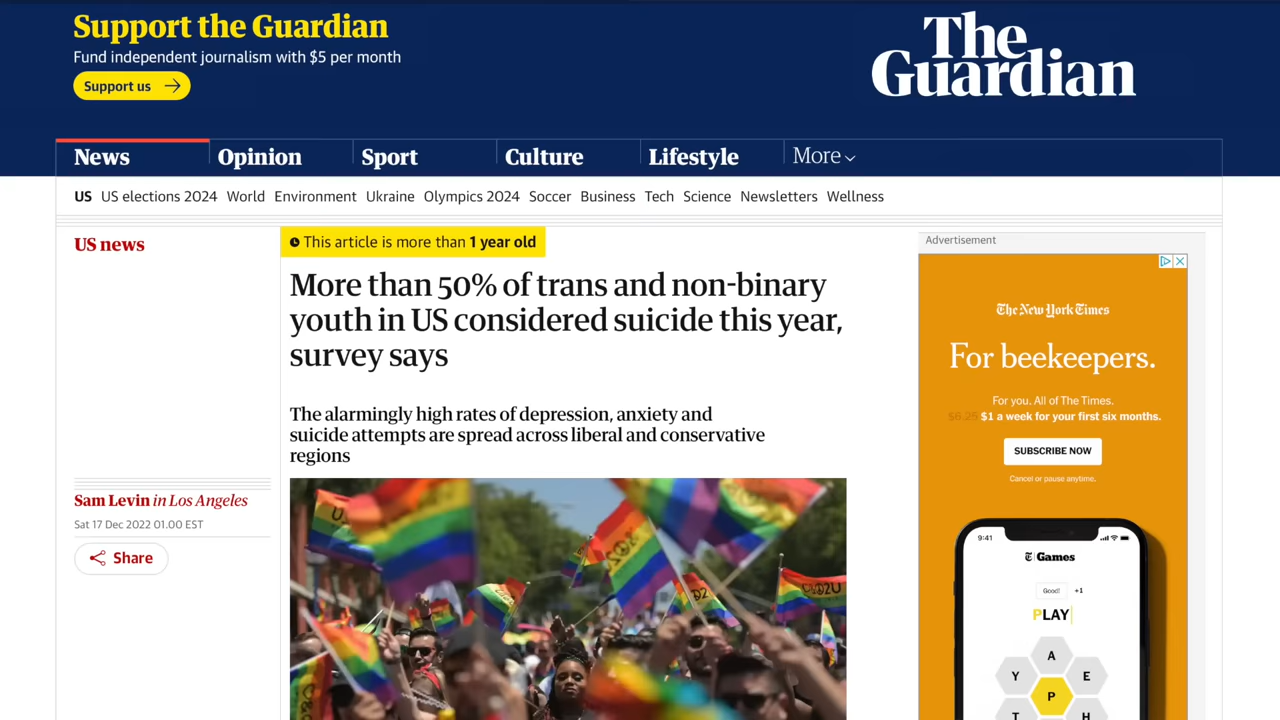 Support the Guardian
Fund independent journalism with $5 per month
Support us
The
Guardian
News
Opinion
Sport
Culture
Lifestyle
More
US
US elections 2024
World
Environment
Ukraine
Olympics 2024
Soccer
Business
Tech
Science
Newsletters
Wellness
US news
This article is more than 1 year old
More than 50% of trans and non-binary
youth in US considered suicide this year,
survey says
The alarmingly high rates of depression, anxiety and
suicide attempts are spread across liberal and conservative
regions
Sam Levin in Los Angeles
Sat 17 Dec 2022 01.00 EST
Share
Advertisement
The New York Times
For beekeepers.
For you. All of The Times.
$6.25 $1 a week for your first six months.
SUBSCRIBE NOW
Cancel or pause anytime.
9:41
Games
Good! +1
PLAY
A
Y
E
P
T
H